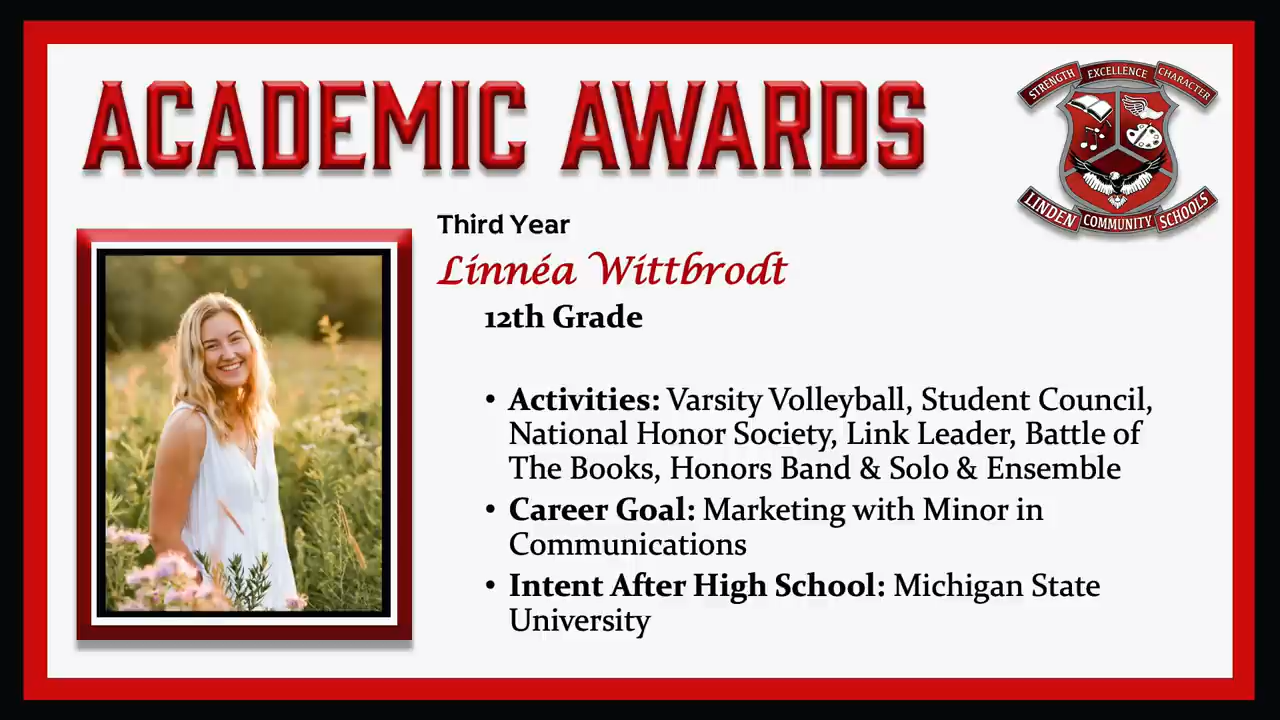 ACADEMIC AWARDS
STRENGTH EXCELLENCE CHARACTER
LINDEN COMMUNITY SCHOOLS
Third Year
Linnéa Wittbrodt
12th Grade
• Activities: Varsity Volleyball, Student Council,
National Honor Society, Link Leader, Battle of
The Books, Honors Band & Solo & Ensemble
• Career Goal: Marketing with Minor in
Communications
• Intent After High School: Michigan State
University